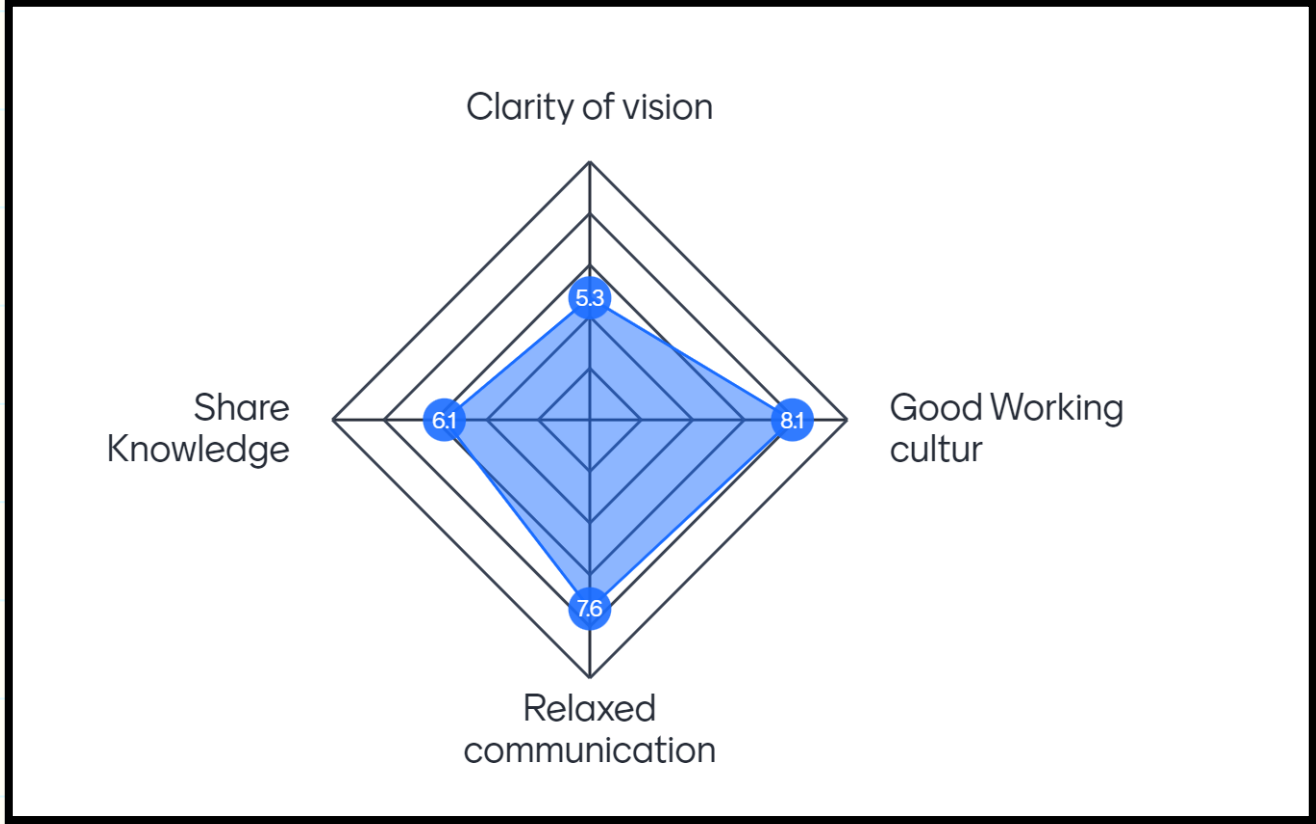 Clarity of vision
5.3
Share
Knowledge
6.1
8.1
Good Working
cultur
7.6
Relaxed
communication